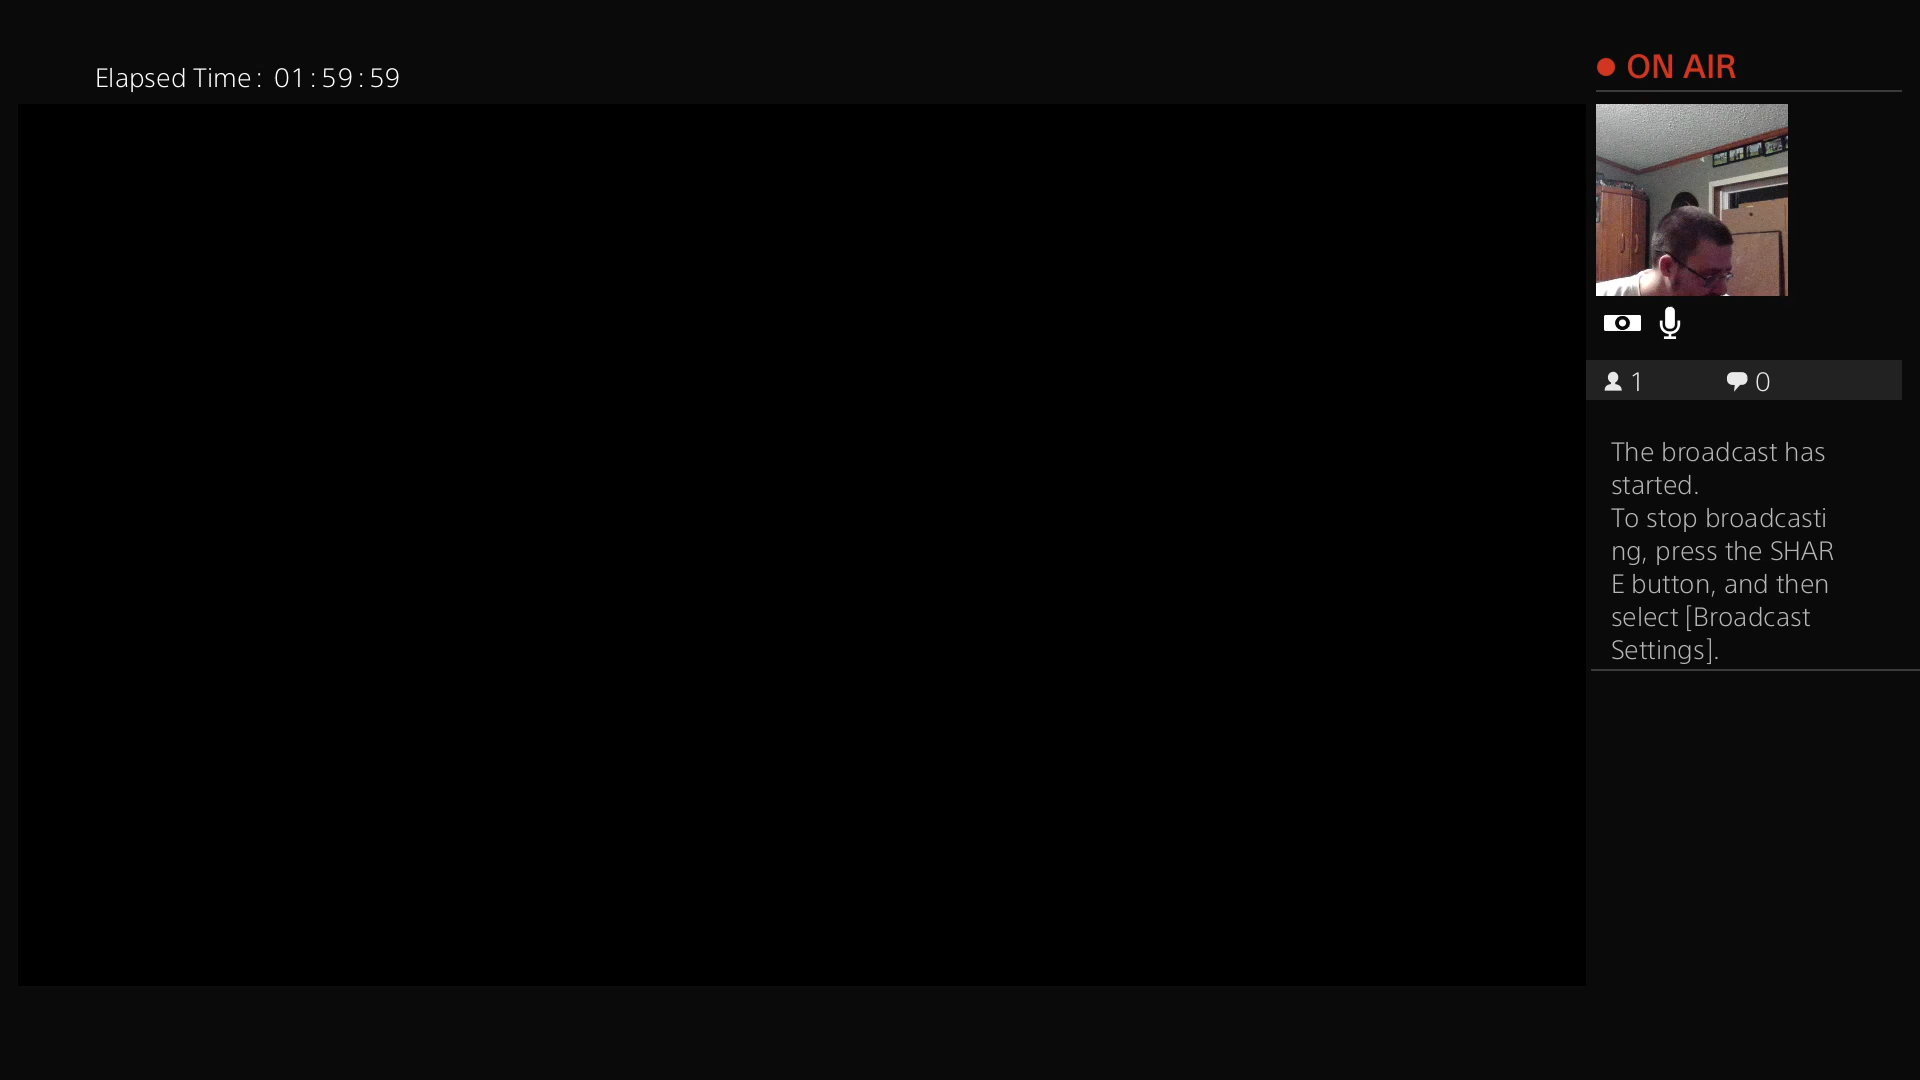 Elapsed Time: 01:59:59
ON AIR
1 0
The broadcast has
started.
To stop broadcasti
ng, press the SHAR
E button, and then
select [Broadcast
Settings].